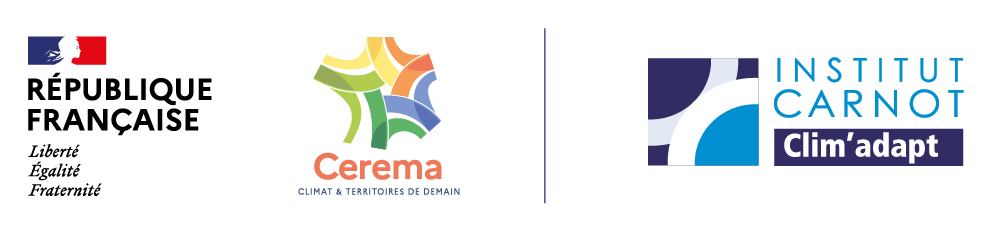 RÉPUBLIQUE
FRANÇAISE
Liberté
Égalité
Fraternité
Cerema
CLIMAT & TERRITOIRES DE DEMAIN
INSTITUT
CARNOT
Clim'adapt